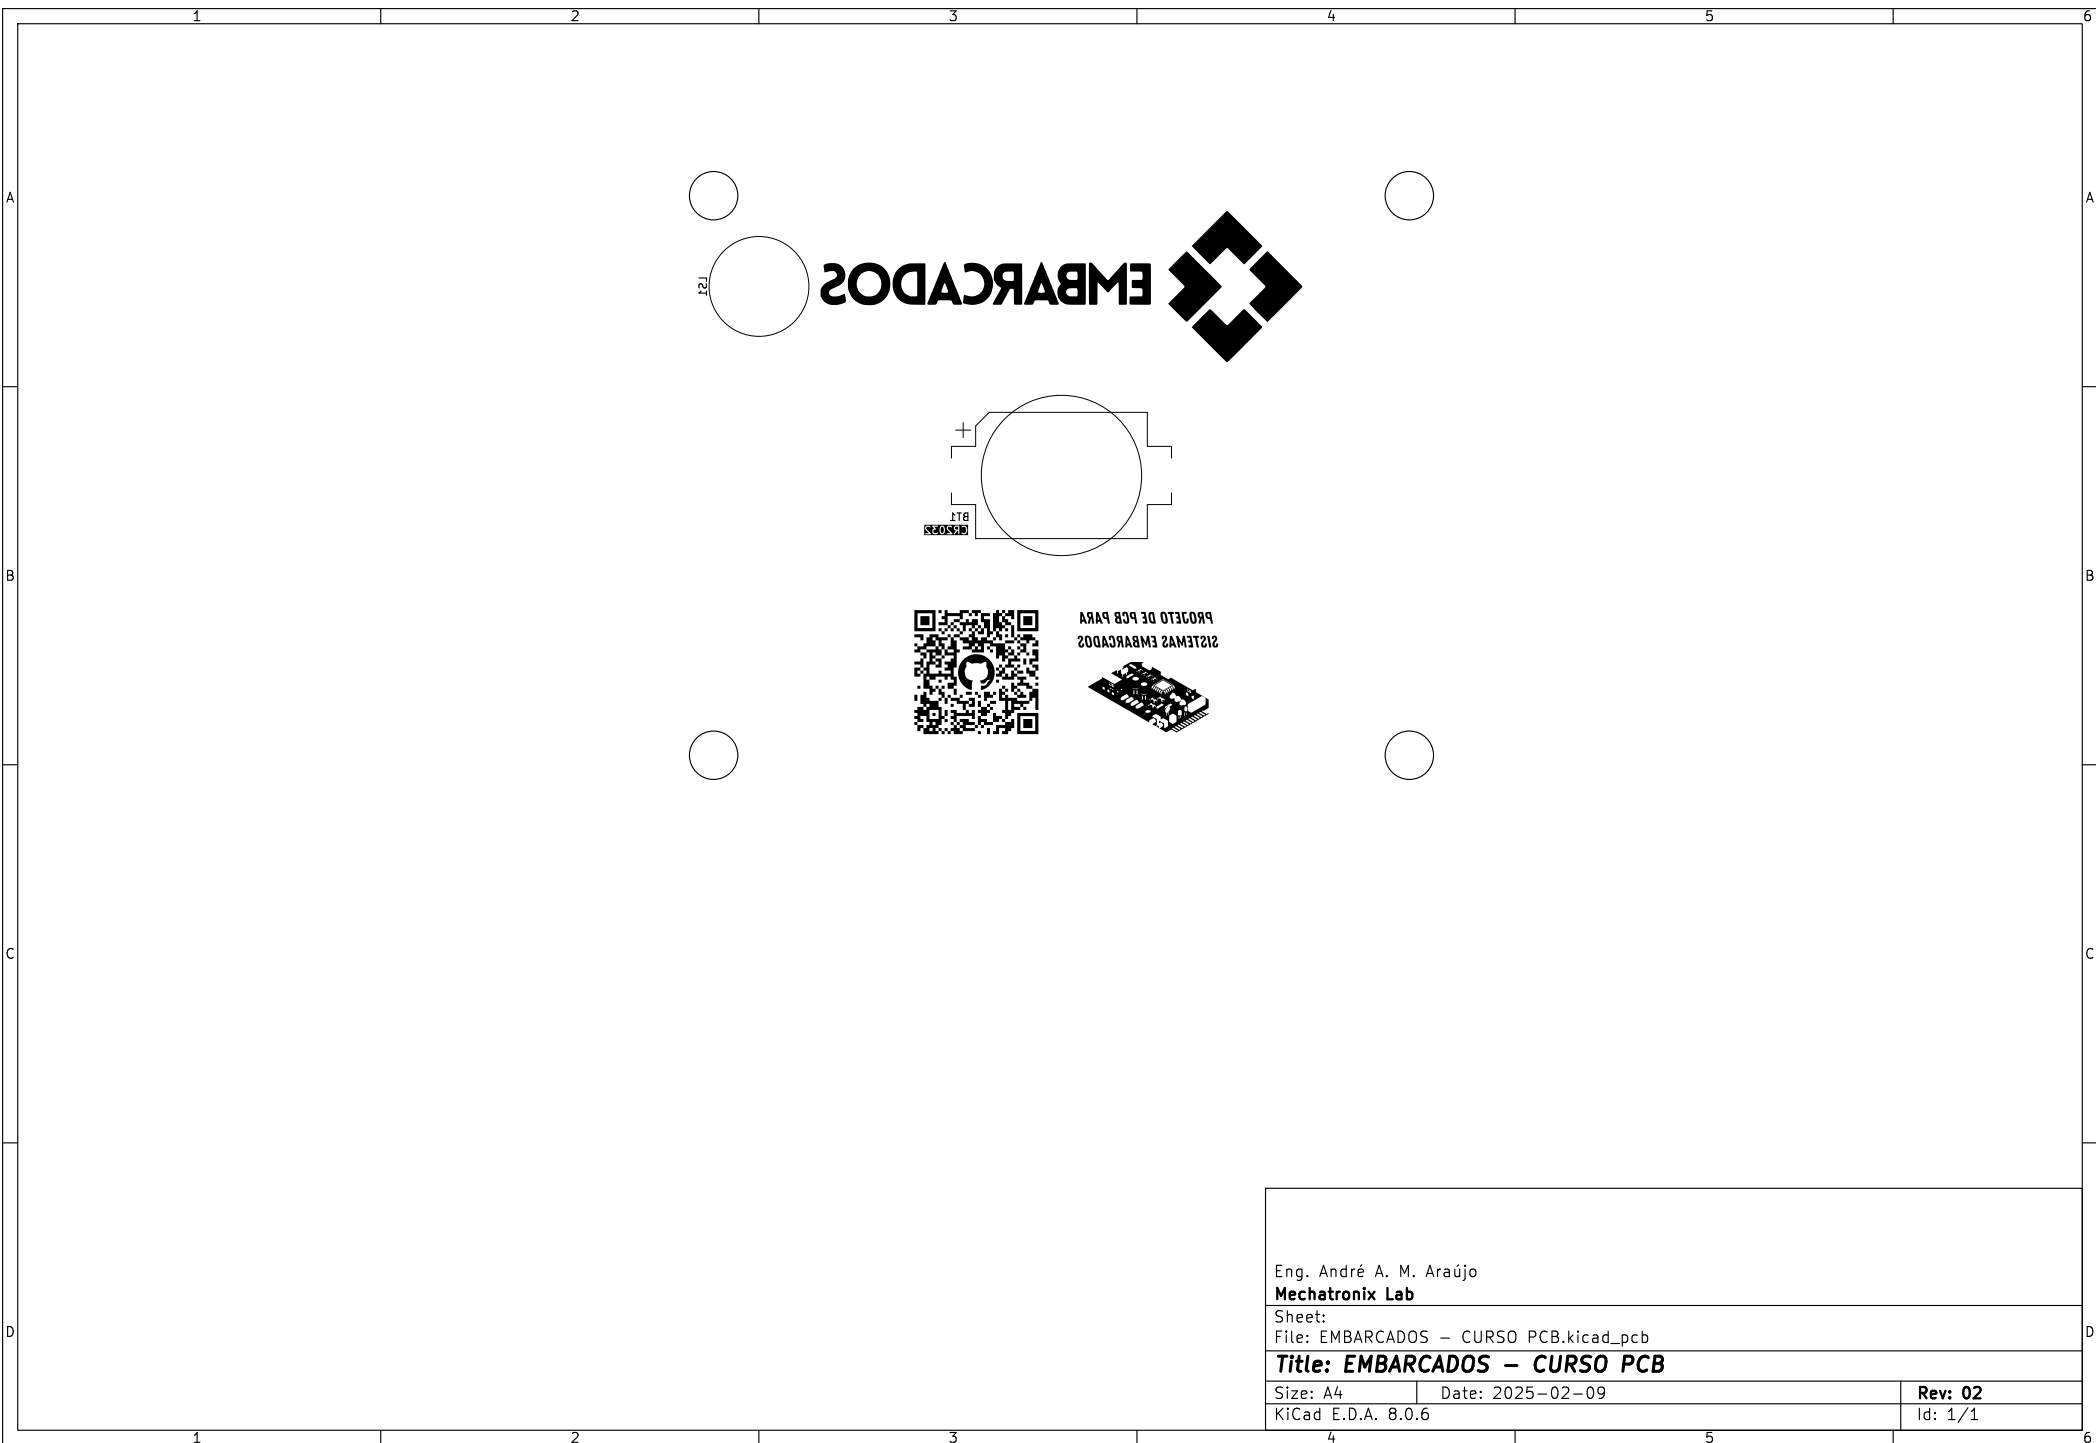 1 2 3 4 5 6
A A
EMBARCADOS
LS1
+
BT1
CR2032
B B
PROJETO DE PCB PARA
SISTEMAS EMBARCADOS
C C
Eng. André A. M. Araújo
Mechatronix Lab
Sheet:
D D
File: EMBARCADOS – CURSO PCB.kicad_pcb
Title: EMBARCADOS – CURSO PCB
Size: A4 Date: 2025-02-09 Rev: 02
KiCad E.D.A. 8.0.6 Id: 1/1
1 2 3 4 5 6